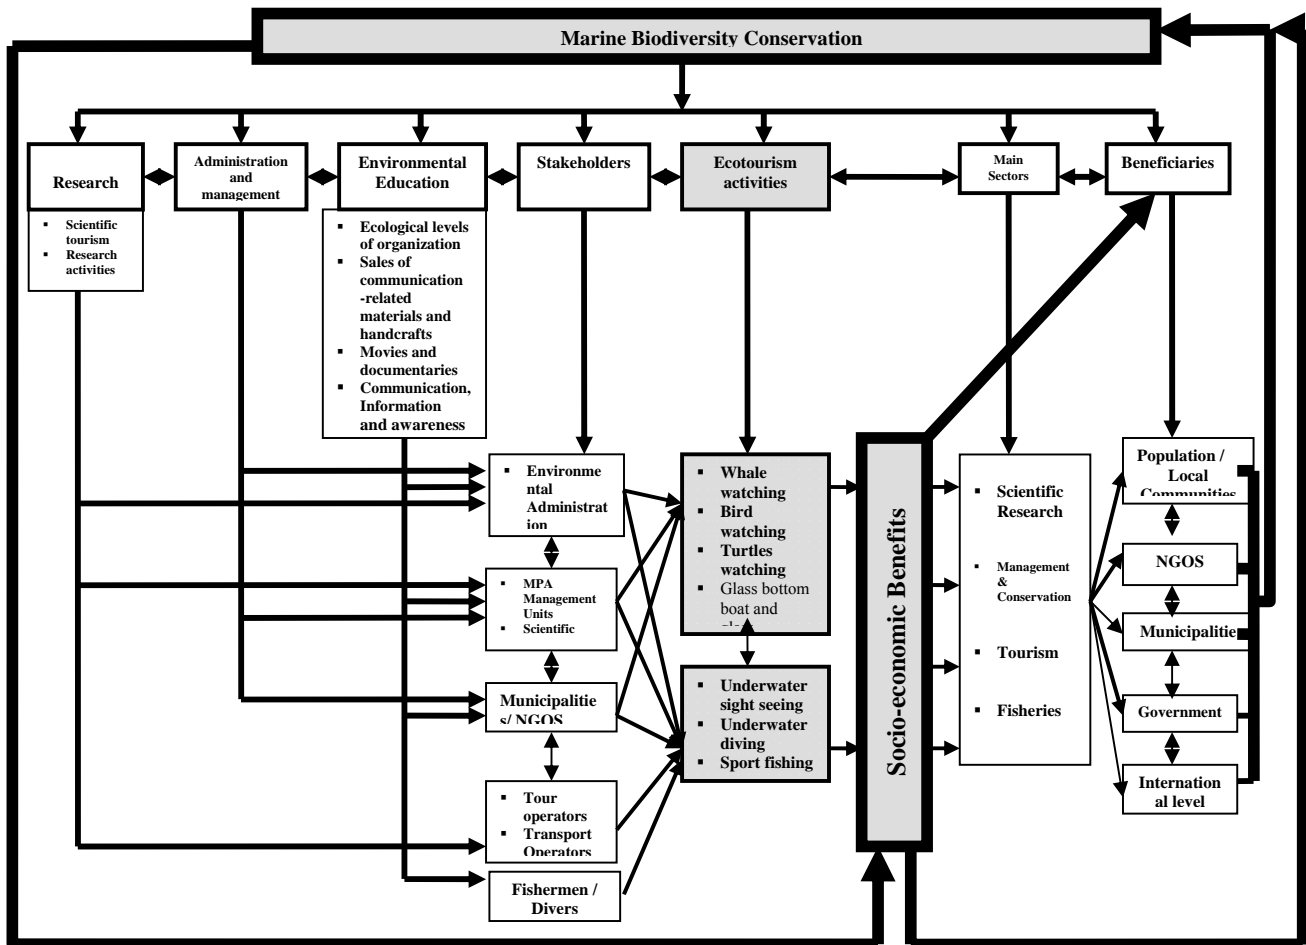 Marine Biodiversity Conservation
Research
Administration
and
management
Environmental
Education
Stakeholders
Ecotourism
activities
Main
Sectors
Beneficiaries
▪ Scientific
tourism
▪ Research
activities
▪ Ecological levels
of organization
▪ Sales of
communication
-related
materials and
handcrafts
▪ Movies and
documentaries
▪ Communication,
Information
and awareness
▪ Environme
ntal
Administrat
ion
▪ MPA
Management
Units
▪ Scientific
Municipalitie
s/ NGOS
▪ Tour
operators
▪ Transport
Operators
Fishermen /
Divers
▪ Whale
watching
▪ Bird
watching
▪ Turtles
watching
▪ Glass bottom
boat and
▪ Underwater
sight seeing
▪ Underwater
diving
▪ Sport fishing
Socio-economic Benefits
▪ Scientific
Research
▪ Management
&
Conservation
▪ Tourism
▪ Fisheries
Population /
Local
Communities
NGOS
Municipalitie
Government
Internation
al level